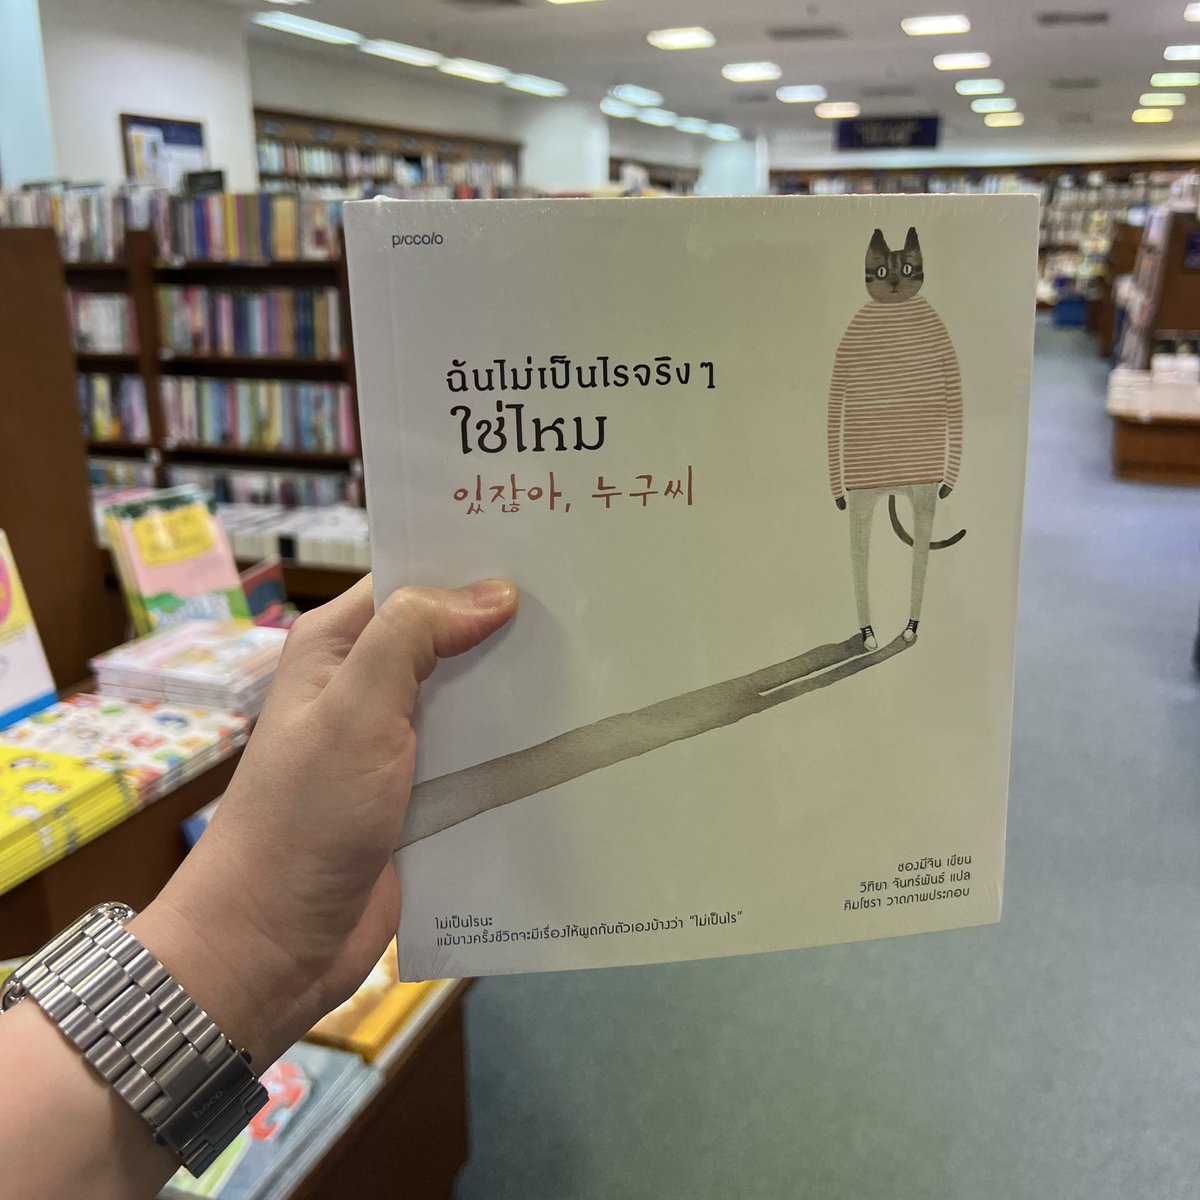 piccolo
ฉันไม่เป็นไรจริง ๆ
ใช่ไหม
있잖아, 누구씨
ซองมีจิน เขียน
วิทิยา จันทร์พันธ์ แปล
คิมโซรา วาดภาพประกอบ
ไม่เป็นไรนะ
แม้บางครั้งชีวิตจะมีเรื่องให้พูดกับตัวเองบ้างว่า “ไม่เป็นไร”
hoco